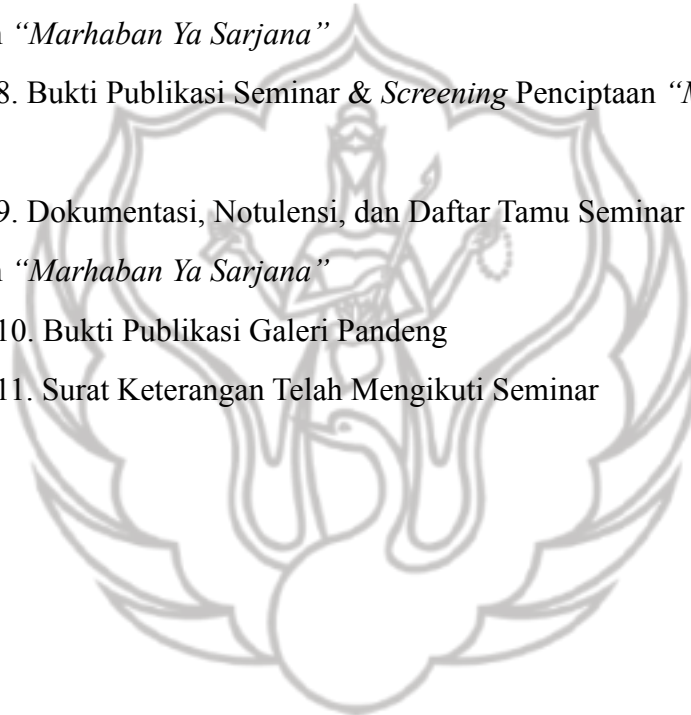 “Marhaban Ya Sarjana”
8. Bukti Publikasi Seminar & Screening Penciptaan “
9. Dokumentasi, Notulensi, dan Daftar Tamu Seminar
“Marhaban Ya Sarjana”
10. Bukti Publikasi Galeri Pandeng
11. Surat Keterangan Telah Mengikuti Seminar